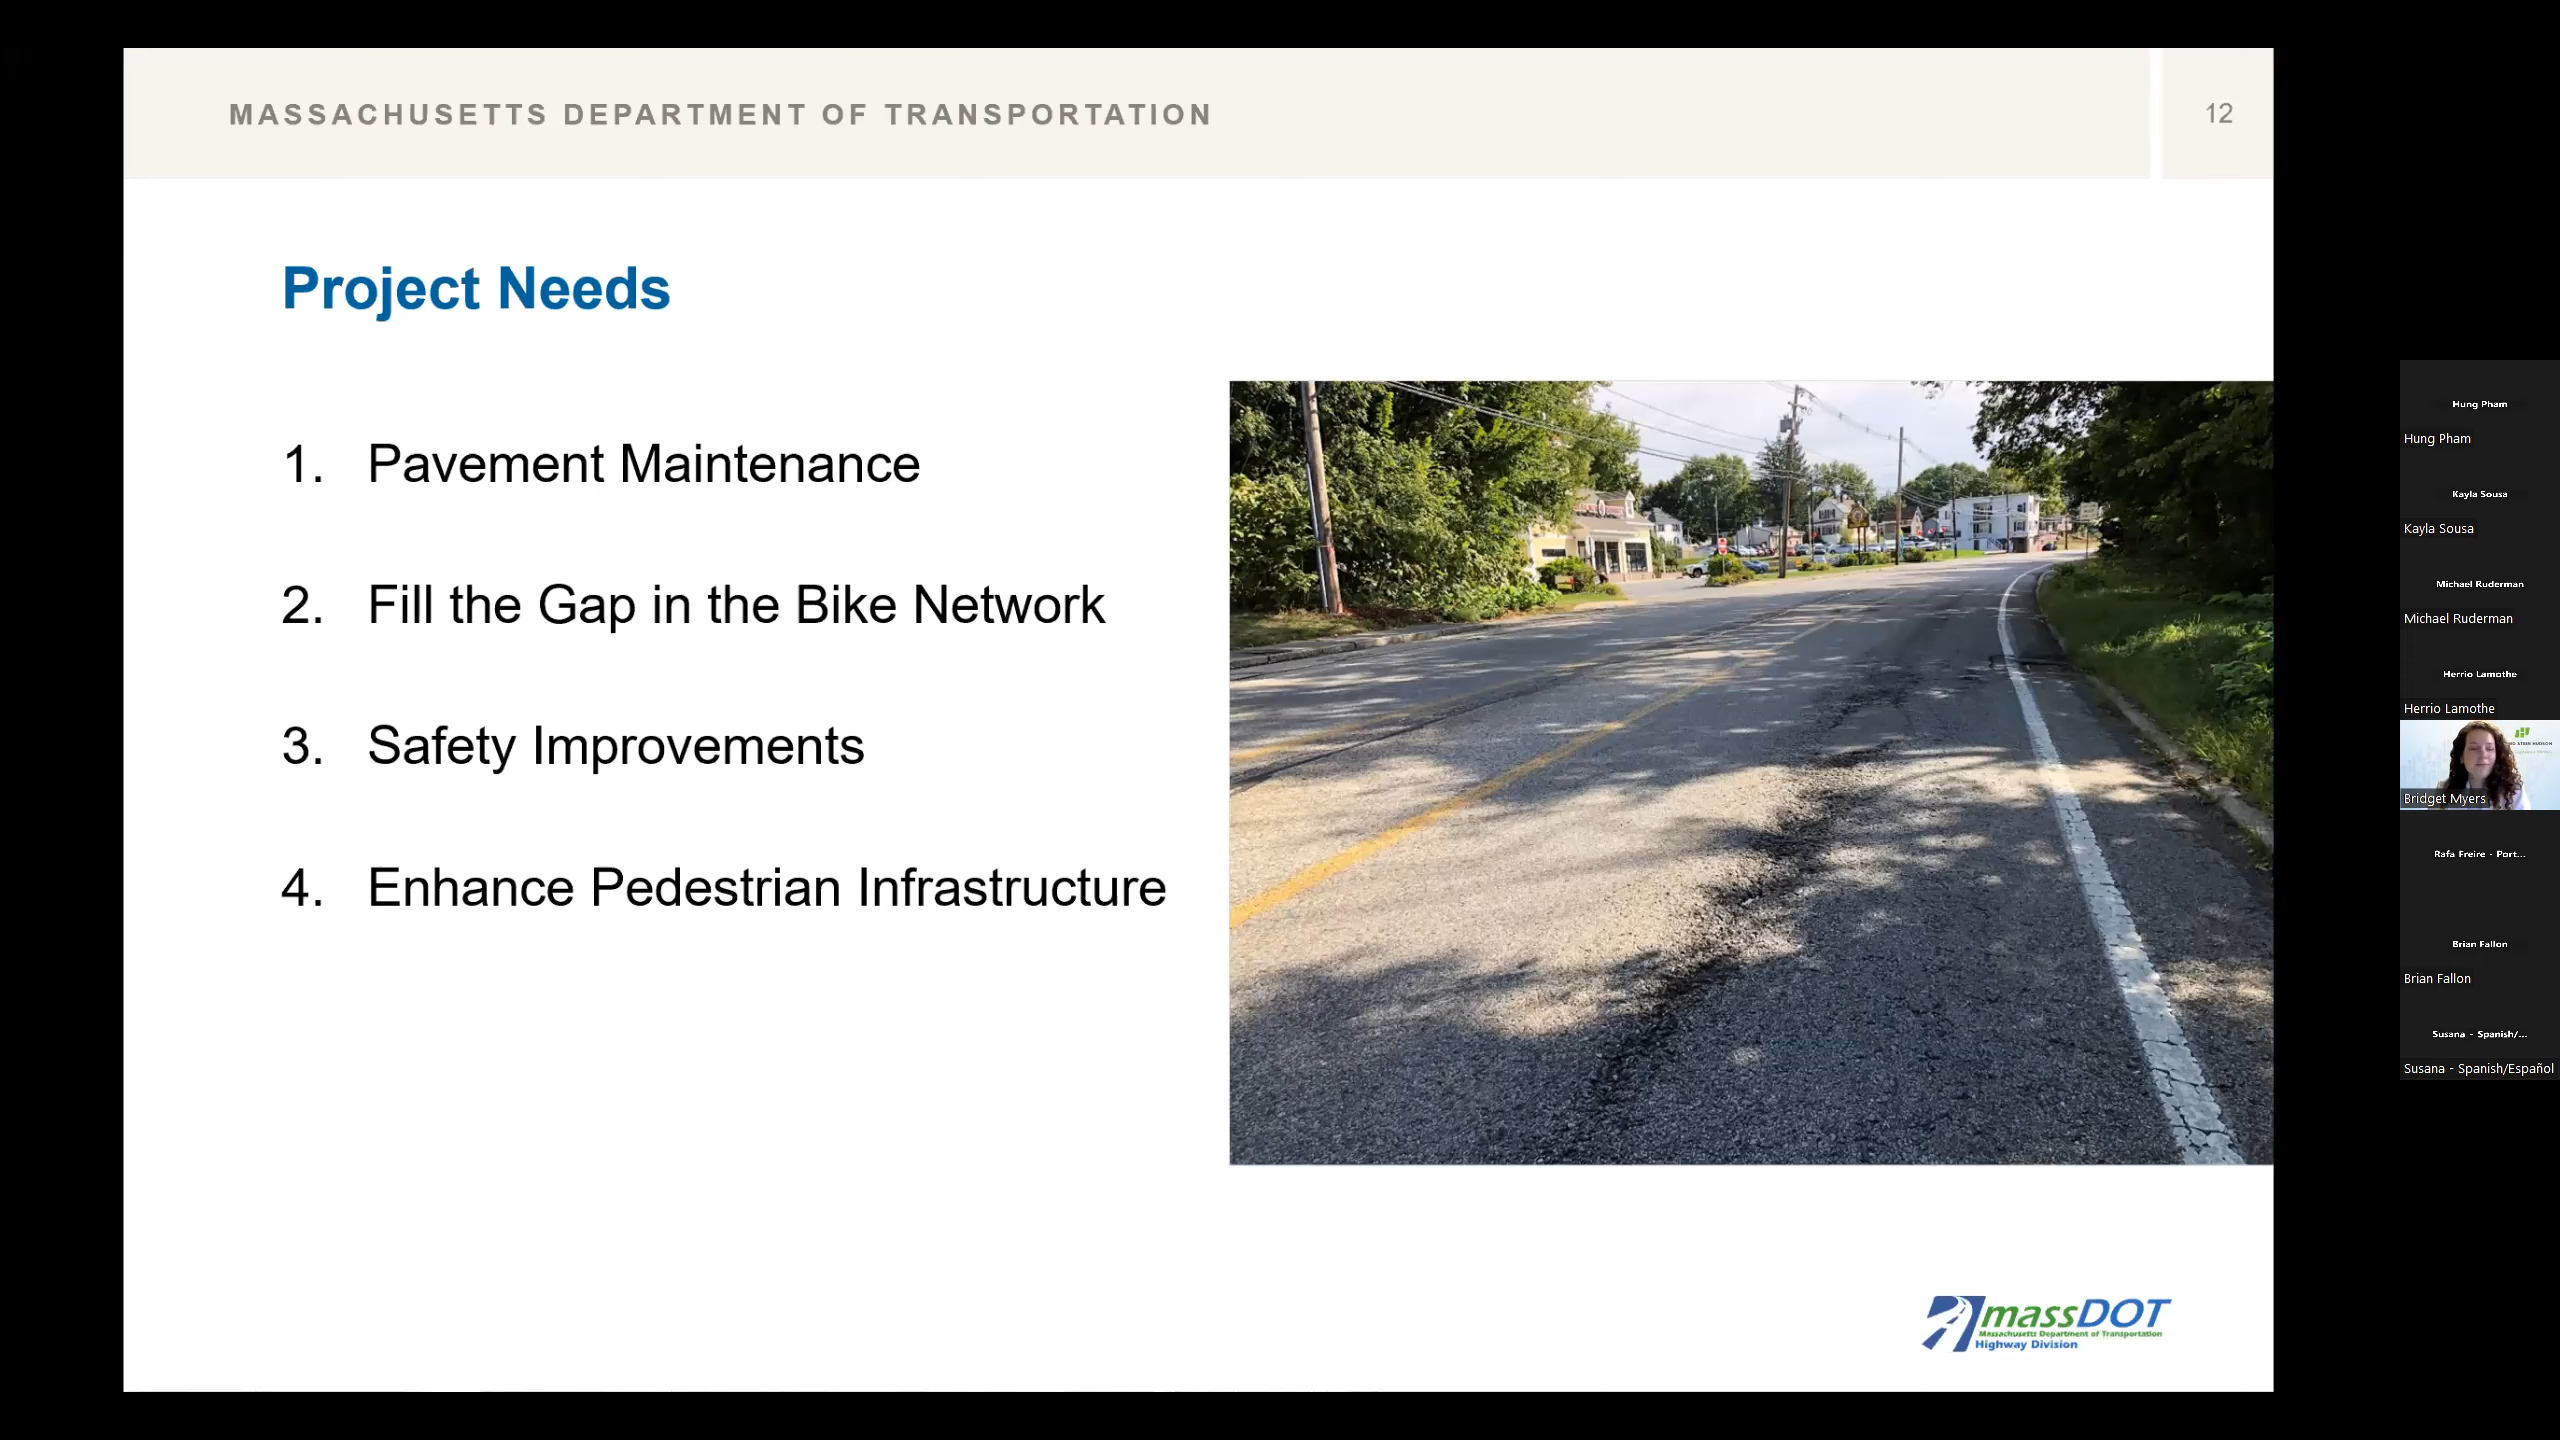 MASSACHUSETTS DEPARTMENT OF TRANSPORTATION
12
Project Needs
1. Pavement Maintenance
2. Fill the Gap in the Bike Network
3. Safety Improvements
4. Enhance Pedestrian Infrastructure
massDOT
Massachusetts Department of Transportation
Highway Division
Hung Pham
Hung Pham
Kayla Sousa
Kayla Sousa
Michael Ruderman
Michael Ruderman
Herrio Lamothe
Herrio Lamothe
Bridget Myers
Rafa Freire - Port...
Brian Fallon
Brian Fallon
Susana - Spanish/...
Susana - Spanish/Español